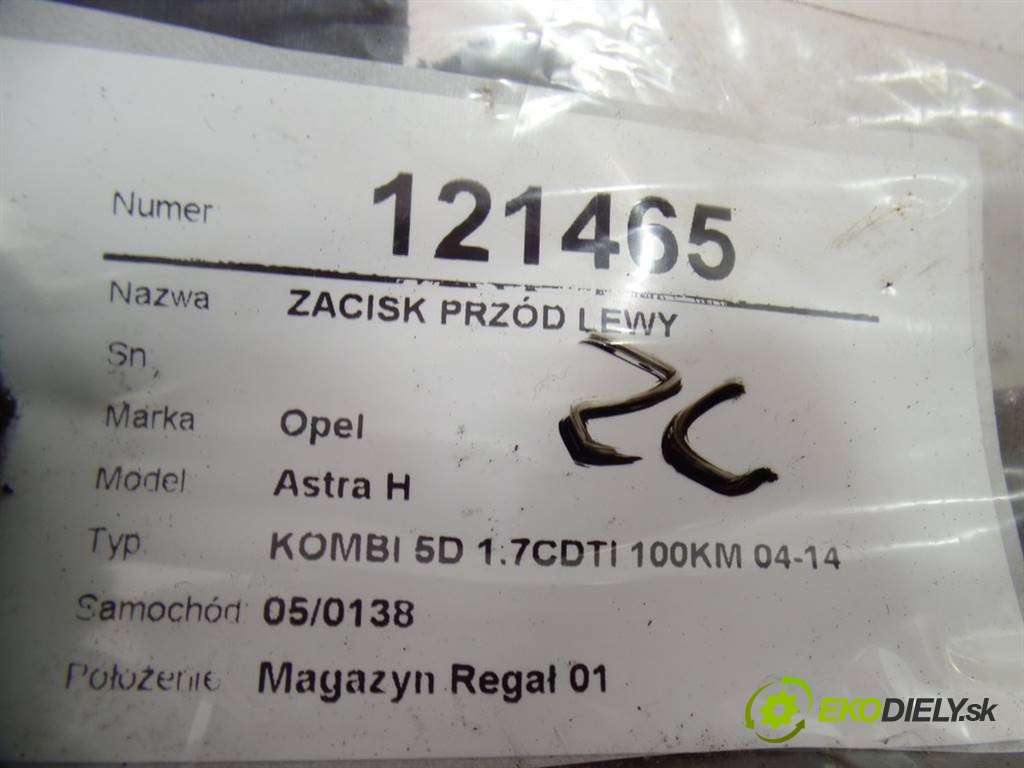 Numer 121465
Nazwa ZACISK PRZÓD LEWY
Sn
ZC
Marka Opel
Model Astra H
Typ KOMBI 5D 1.7CDTI 100KM 04-14
Samochód 05/0138
Położenie Magazyn Regał 01
EKODIELY.sk